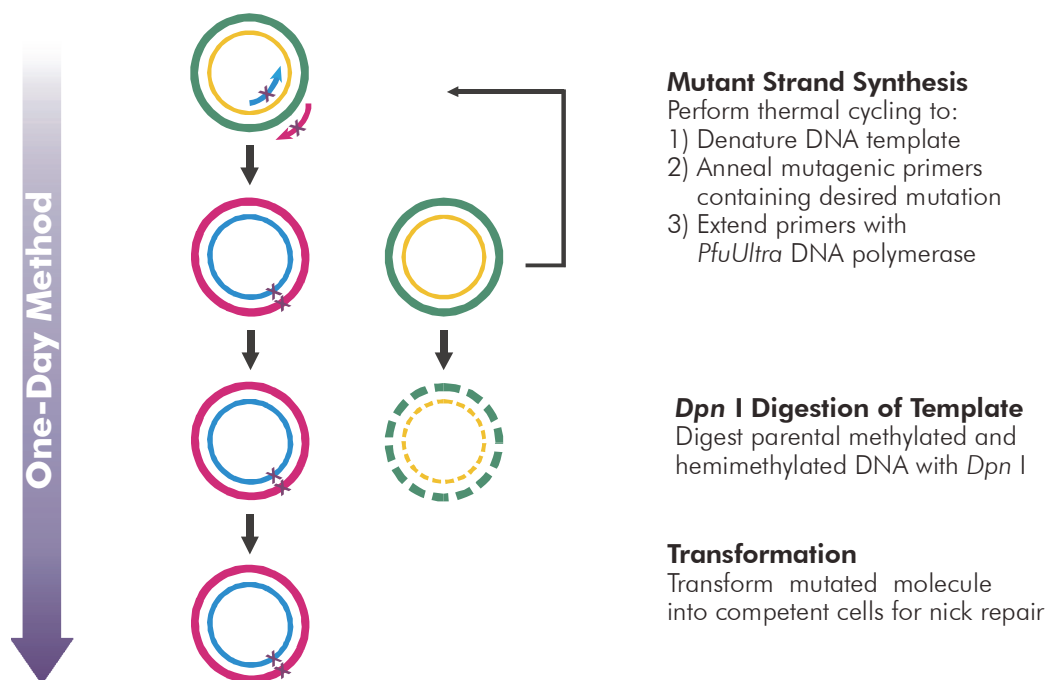 One-Day Method
Mutant Strand Synthesis
Perform thermal cycling to:
1) Denature DNA template
2) Anneal mutagenic primers
containing desired mutation
3) Extend primers with
PfuUltra DNA polymerase
Dpn I Digestion of Template
Digest parental methylated and
hemimethylated DNA with Dpn I
Transformation
Transform mutated molecule
into competent cells for nick repair